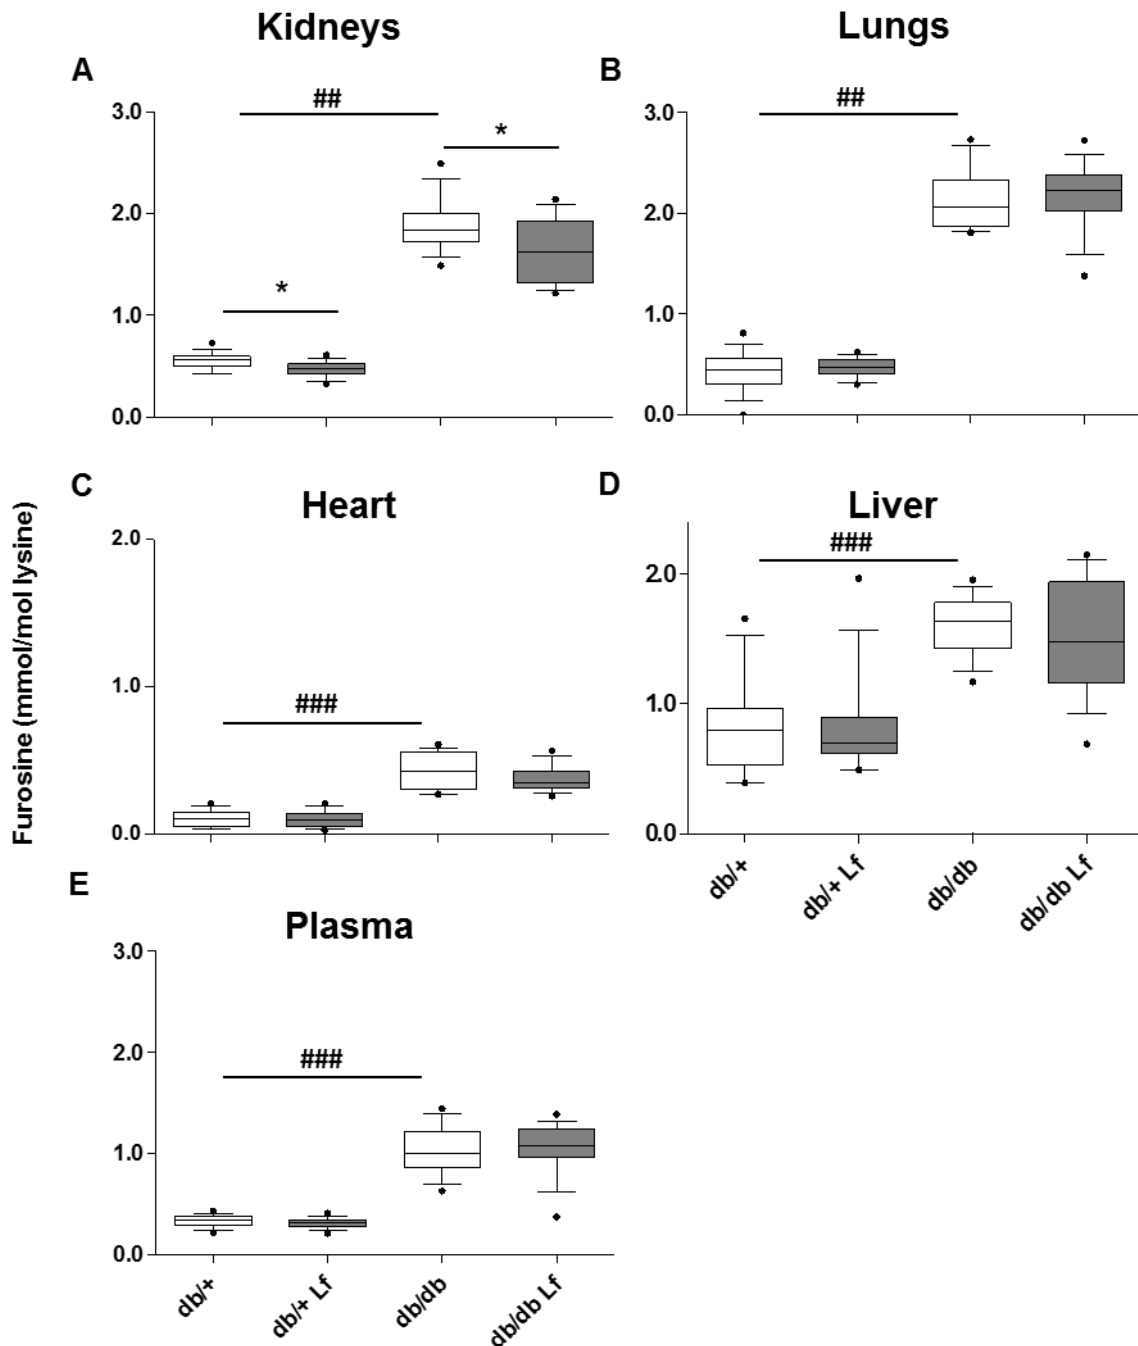 Kidneys
Lungs
A
B
##
*
*
3.0
2.0
1.0
0.0
##
3.0
2.0
1.0
0.0
Furosine (mmol/mol lysine)
C
Heart
D
Liver
###
2.0
1.0
0.0
###
2.0
1.0
0.0
db/+
db/+ Lf
db/db
db/db Lf
E
Plasma
###
3.0
2.0
1.0
0.0
db/+
db/+ Lf
db/db
db/db Lf